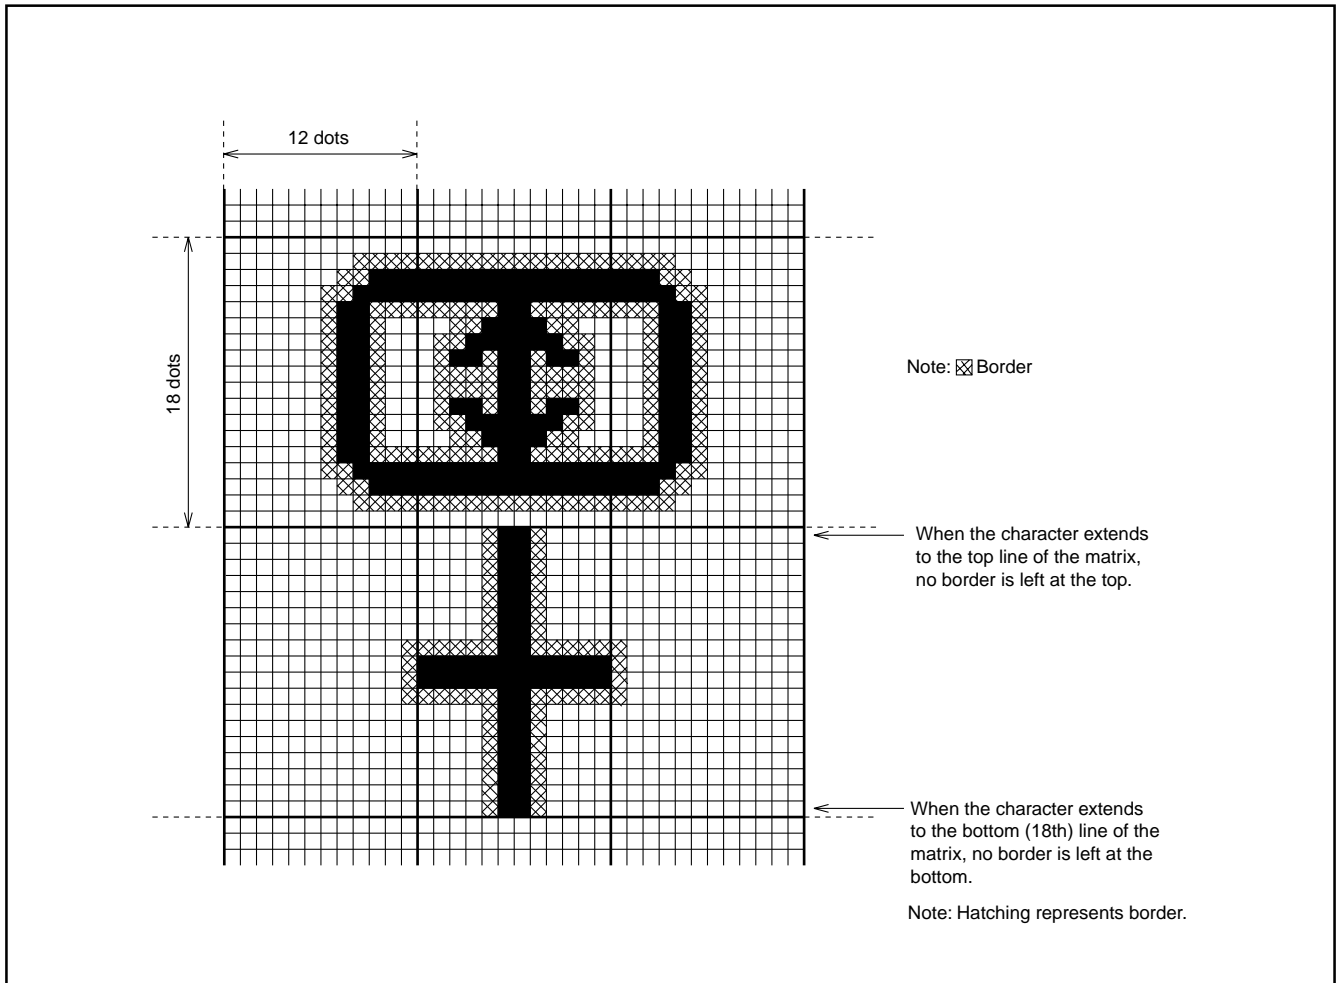 12 dots
18 dots
Note: Border
When the character extends
to the top line of the matrix,
no border is left at the top.
When the character extends
to the bottom (18th) line of the
matrix, no border is left at the
bottom.
Note: Hatching represents border.